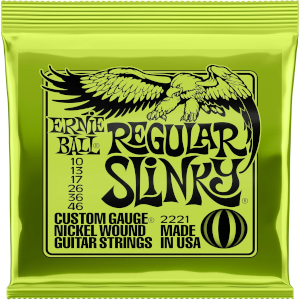 ERNIE BALL®
REGULAR
SLINKY
10
13
17
26
36
46
CUSTOM GAUGE® 2221 MADE
NICKEL WOUND IN USA
GUITAR STRINGS